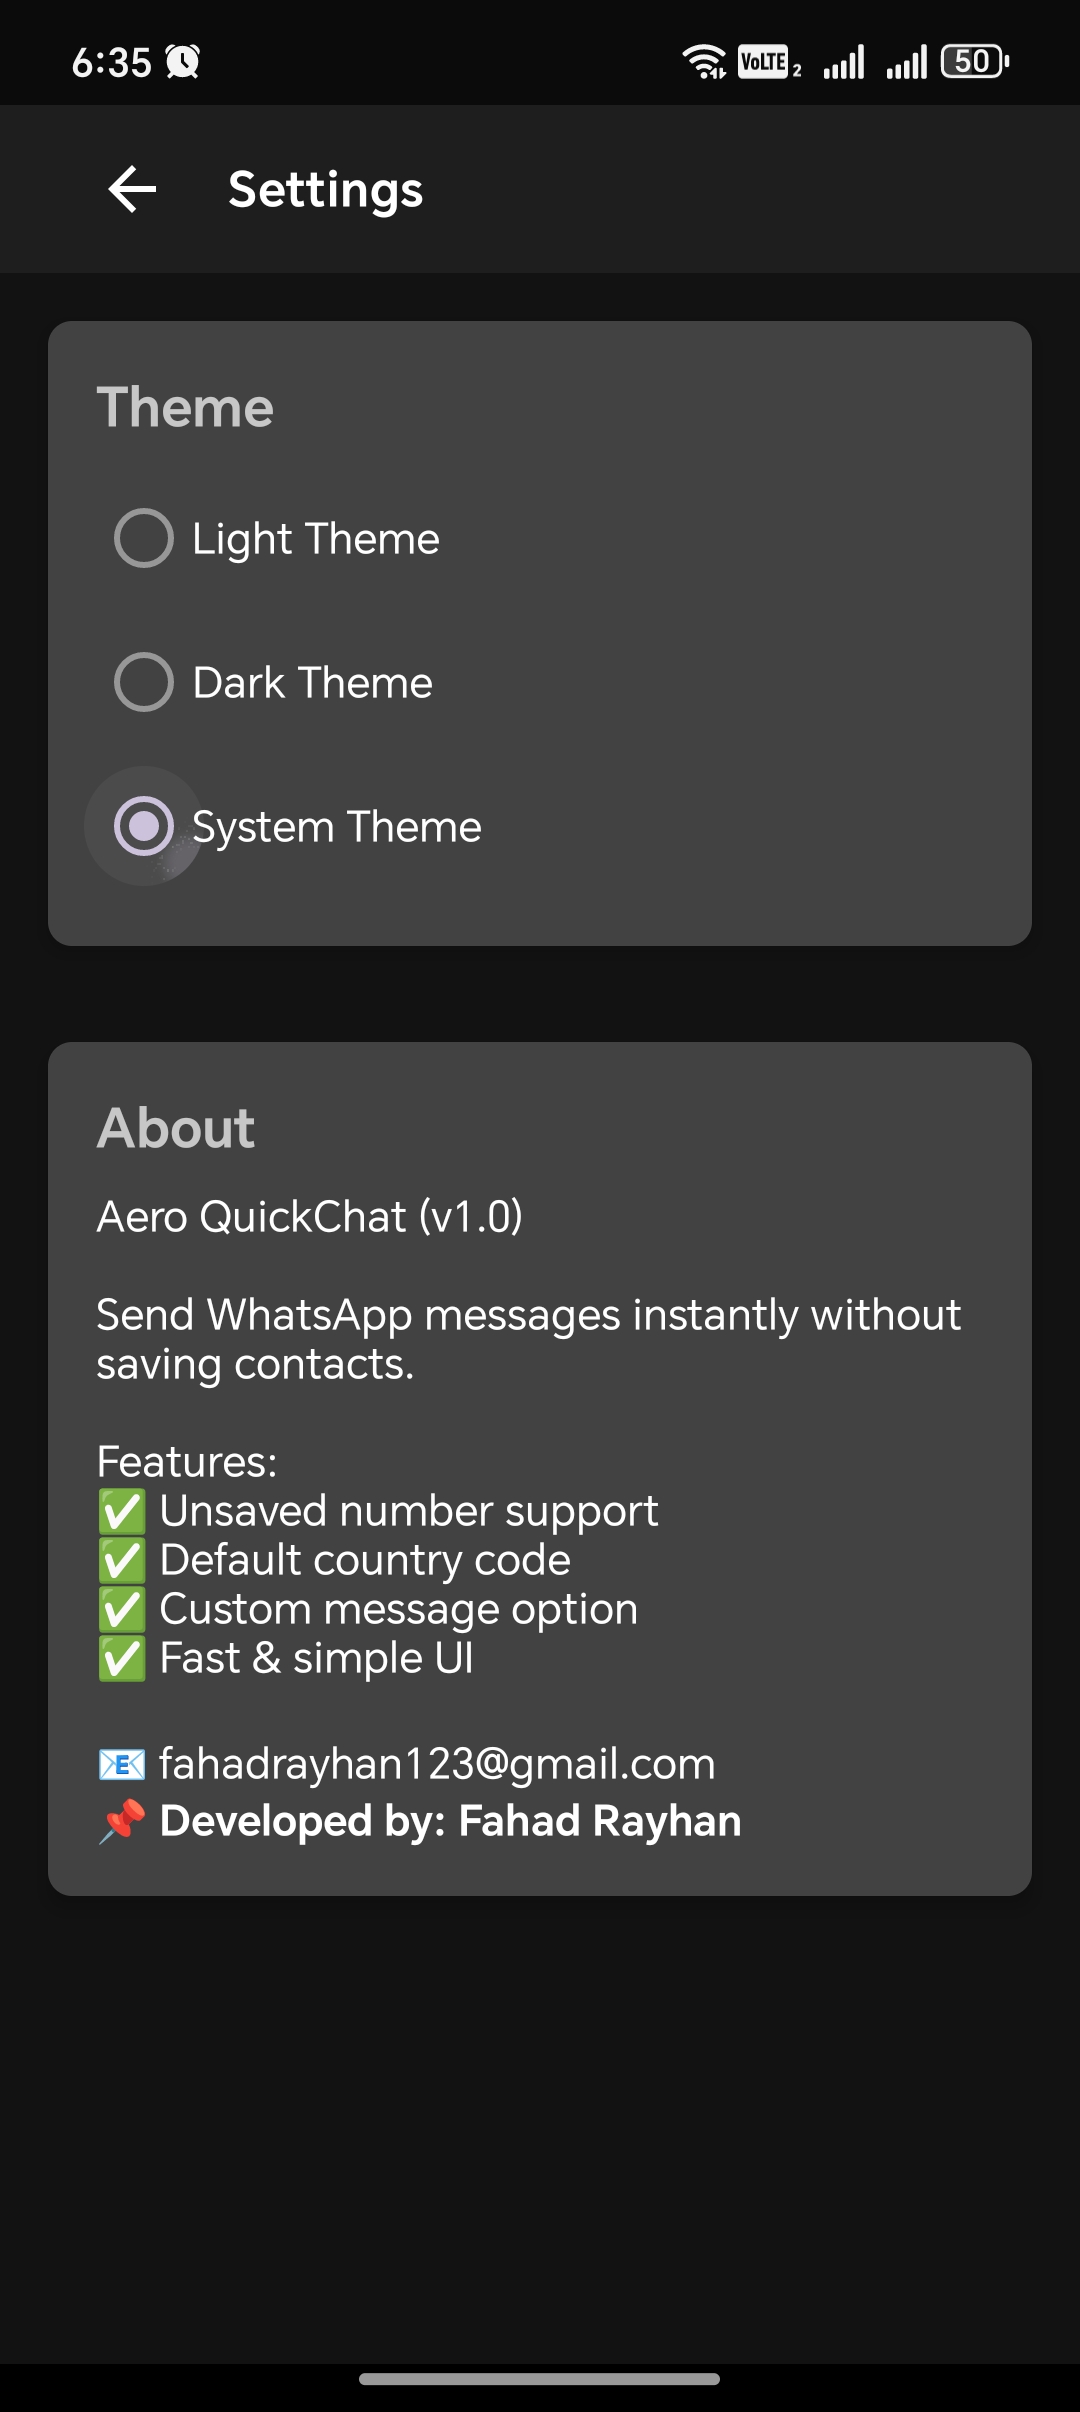 6:35
VoLTE 2
50
Settings
Theme
Light Theme
Dark Theme
System Theme
About
Aero QuickChat (v1.0)
Send WhatsApp messages instantly without
saving contacts.
Features:
✅ Unsaved number support
✅ Default country code
✅ Custom message option
✅ Fast & simple UI
📧 fahadrayhan123@gmail.com
📌 Developed by: Fahad Rayhan